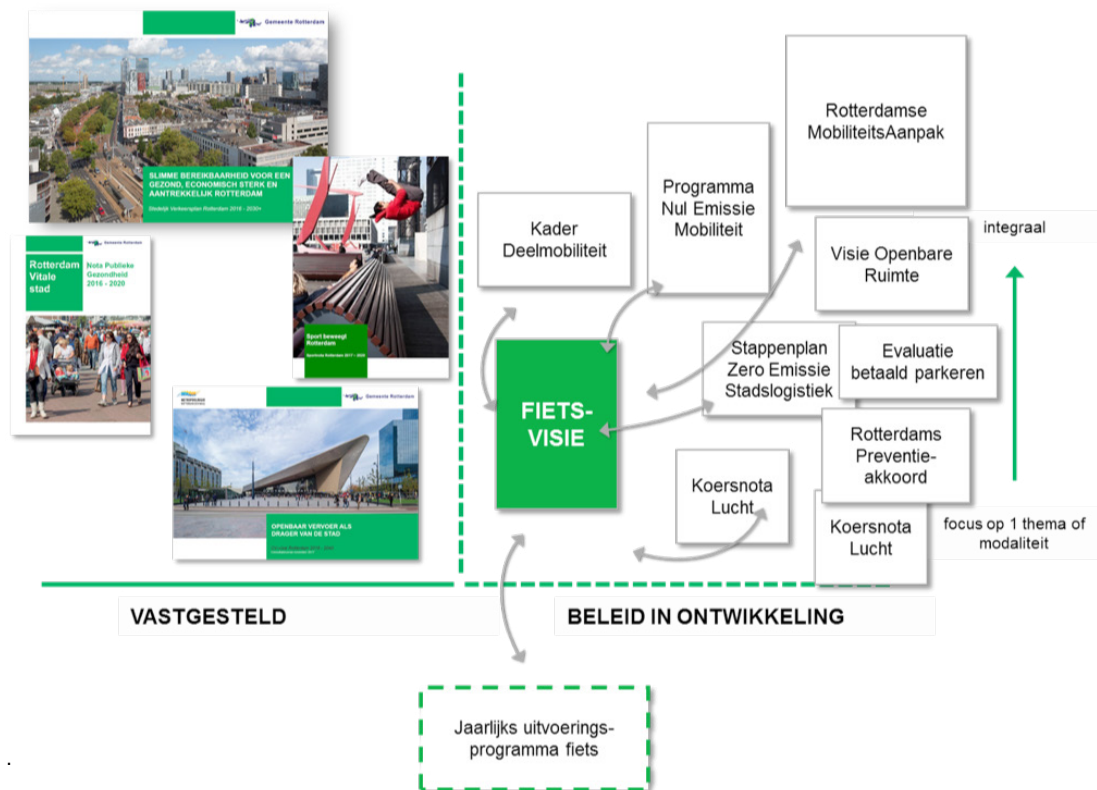 Gemeente Rotterdam
SLIMME BEREIKBAARHEID VOOR EEN
GEZOND, ECONOMISCH STERK EN
AANTREKKELIJK ROTTERDAM
Stedelijk Verkeersplan Rotterdam 2016 - 2030+
Gemeente Rotterdam
Rotterdam
Vitale
stad
Nota Publieke
Gezondheid
2016 - 2020
Sport beweegt
Rotterdam
Sportnota Rotterdam 2017 – 2020
Gemeente Rotterdam
OPENBAAR VERVOER ALS
DRAGER VAN DE STAD
VASTGESTELD
Kader
Deelmobiliteit
Programma
Nul Emissie
Mobiliteit
Rotterdamse
MobiliteitsAanpak
integraal
Visie Openbare
Ruimte
Stappenplan
Zero Emissie
Stadslogistiek
Evaluatie
betaald parkeren
FIETS-
VISIE
Rotterdams
Preventie-
akkoord
Koersnota
Lucht
Koersnota
Lucht
focus op 1 thema of
modaliteit
BELEID IN ONTWIKKELING
Jaarlijks uitvoerings-
programma fiets
.